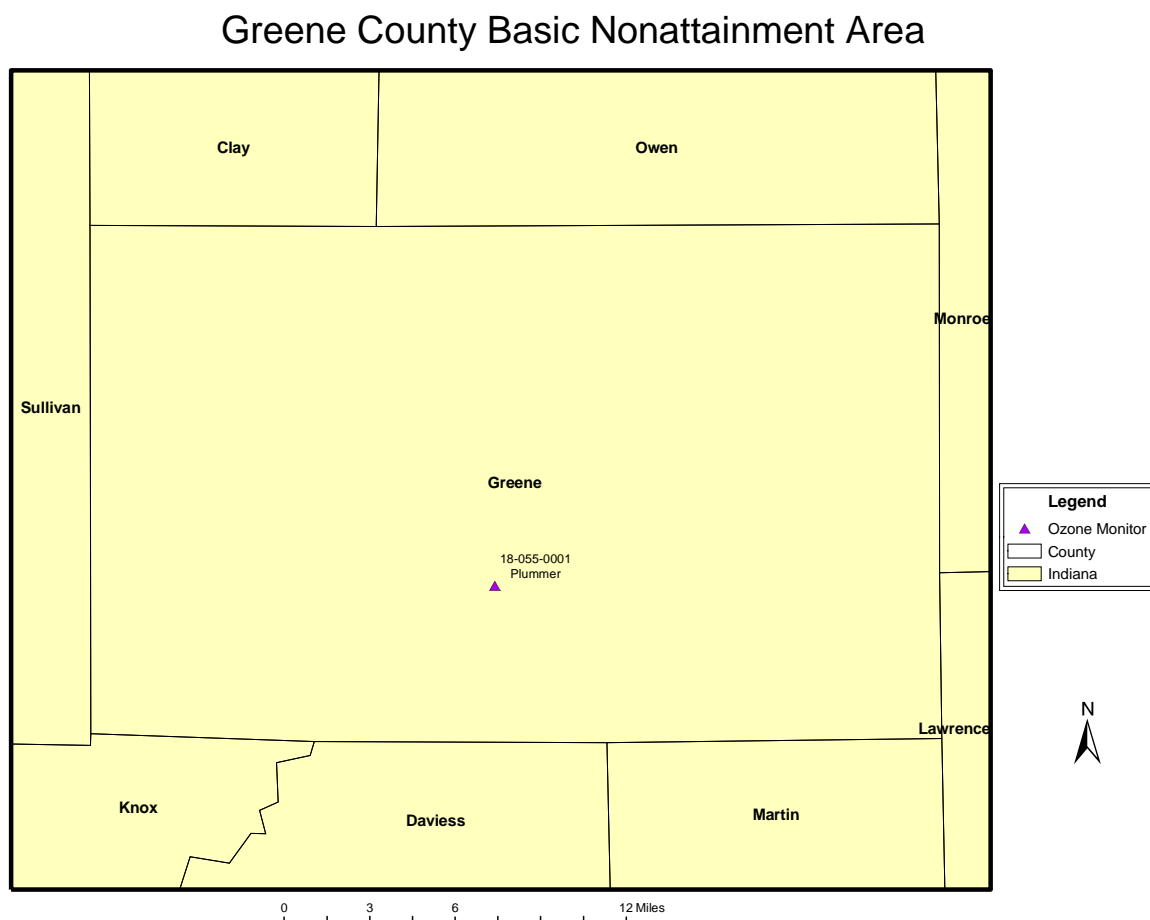 Greene County Basic Nonattainment Area
Clay
Owen
Monroe
Sullivan
Greene
18-055-0001
Plummer
Legend
Ozone Monitor
County
Indiana
N
Lawrence
Knox
Daviess
Martin
0 3 6 12 Miles